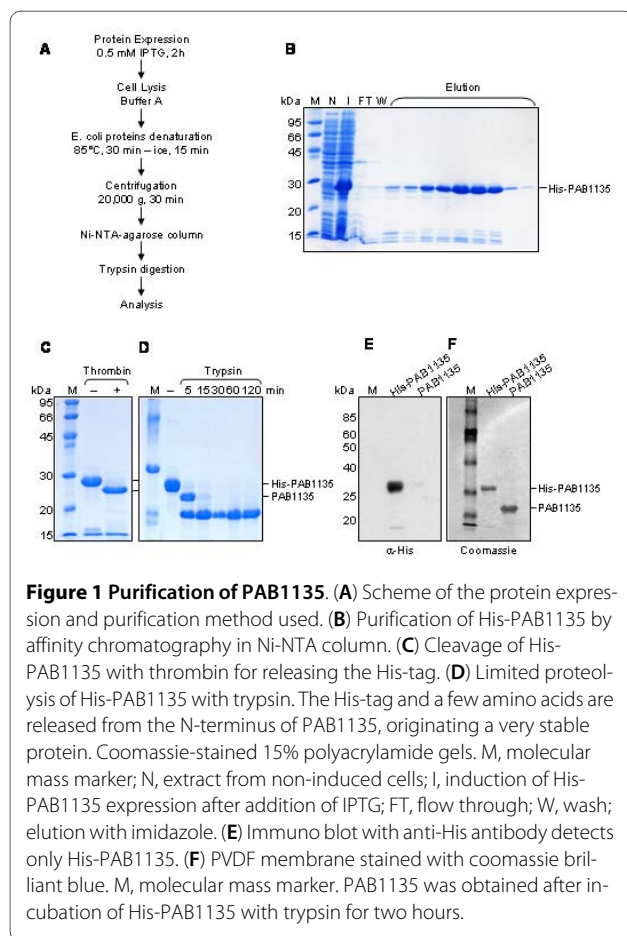 A
Protein Expression
0.5 mM IPTG, 2h
Cell Lysis
Buffer A
E. coli proteins denaturation
85°C, 30 min – ice, 15 min
Centrifugation
20,000 g, 30 min
Ni-NTA-agarose column
Trypsin digestion
Analysis
B
Elution
kDa M N I FT W
95
66
45
30
20
15
His-PAB1135
C
Thrombin
kDa M – +
95
66
45
30
20
15
D
Trypsin
M – 5 15 30 60 120 min
His-PAB1135
PAB1135
E
M His-PAB1135 PAB1135
kDa
85
60
50
40
25
20
α-His
F
M His-PAB1135 PAB1135
His-PAB1135
PAB1135
Coomassie
Figure 1 Purification of PAB1135. (A) Scheme of the protein expres-
sion and purification method used. (B) Purification of His-PAB1135 by
affinity chromatography in Ni-NTA column. (C) Cleavage of His-
PAB1135 with thrombin for releasing the His-tag. (D) Limited proteol-
ysis of His-PAB1135 with trypsin. The His-tag and a few amino acids are
released from the N-terminus of PAB1135, originating a very stable
protein. Coomassie-stained 15% polyacrylamide gels. M, molecular
mass marker; N, extract from non-induced cells; I, induction of His-
PAB1135 expression after addition of IPTG; FT, flow through; W, wash;
elution with imidazole. (E) Immuno blot with anti-His antibody detects
only His-PAB1135. (F) PVDF membrane stained with coomassie bril-
liant blue. M, molecular mass marker. PAB1135 was obtained after in-
cubation of His-PAB1135 with trypsin for two hours.